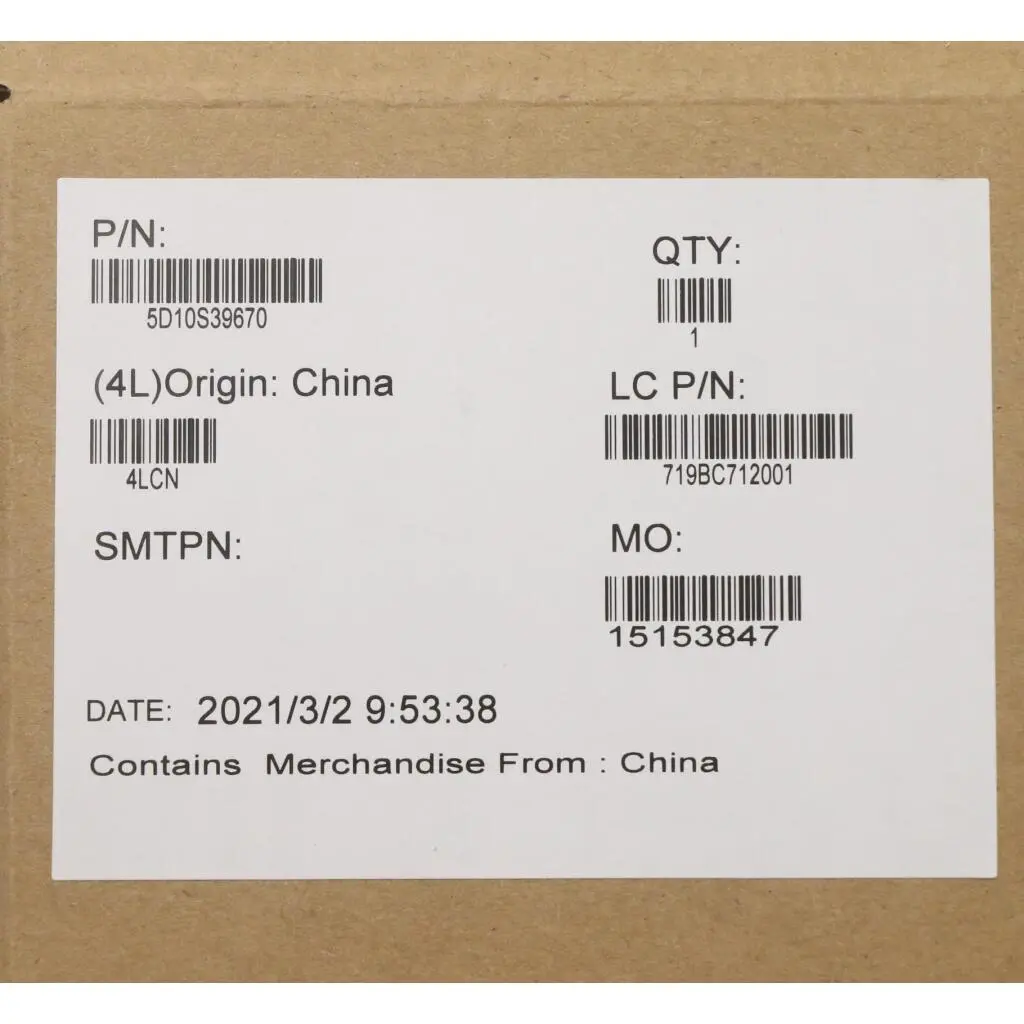 P/N:
5D10S39670
QTY:
1
(4L)Origin: China
4LCN
LC P/N:
719BC712001
SMTPN:
MO:
15153847
DATE: 2021/3/2 9:53:38
Contains Merchandise From : China